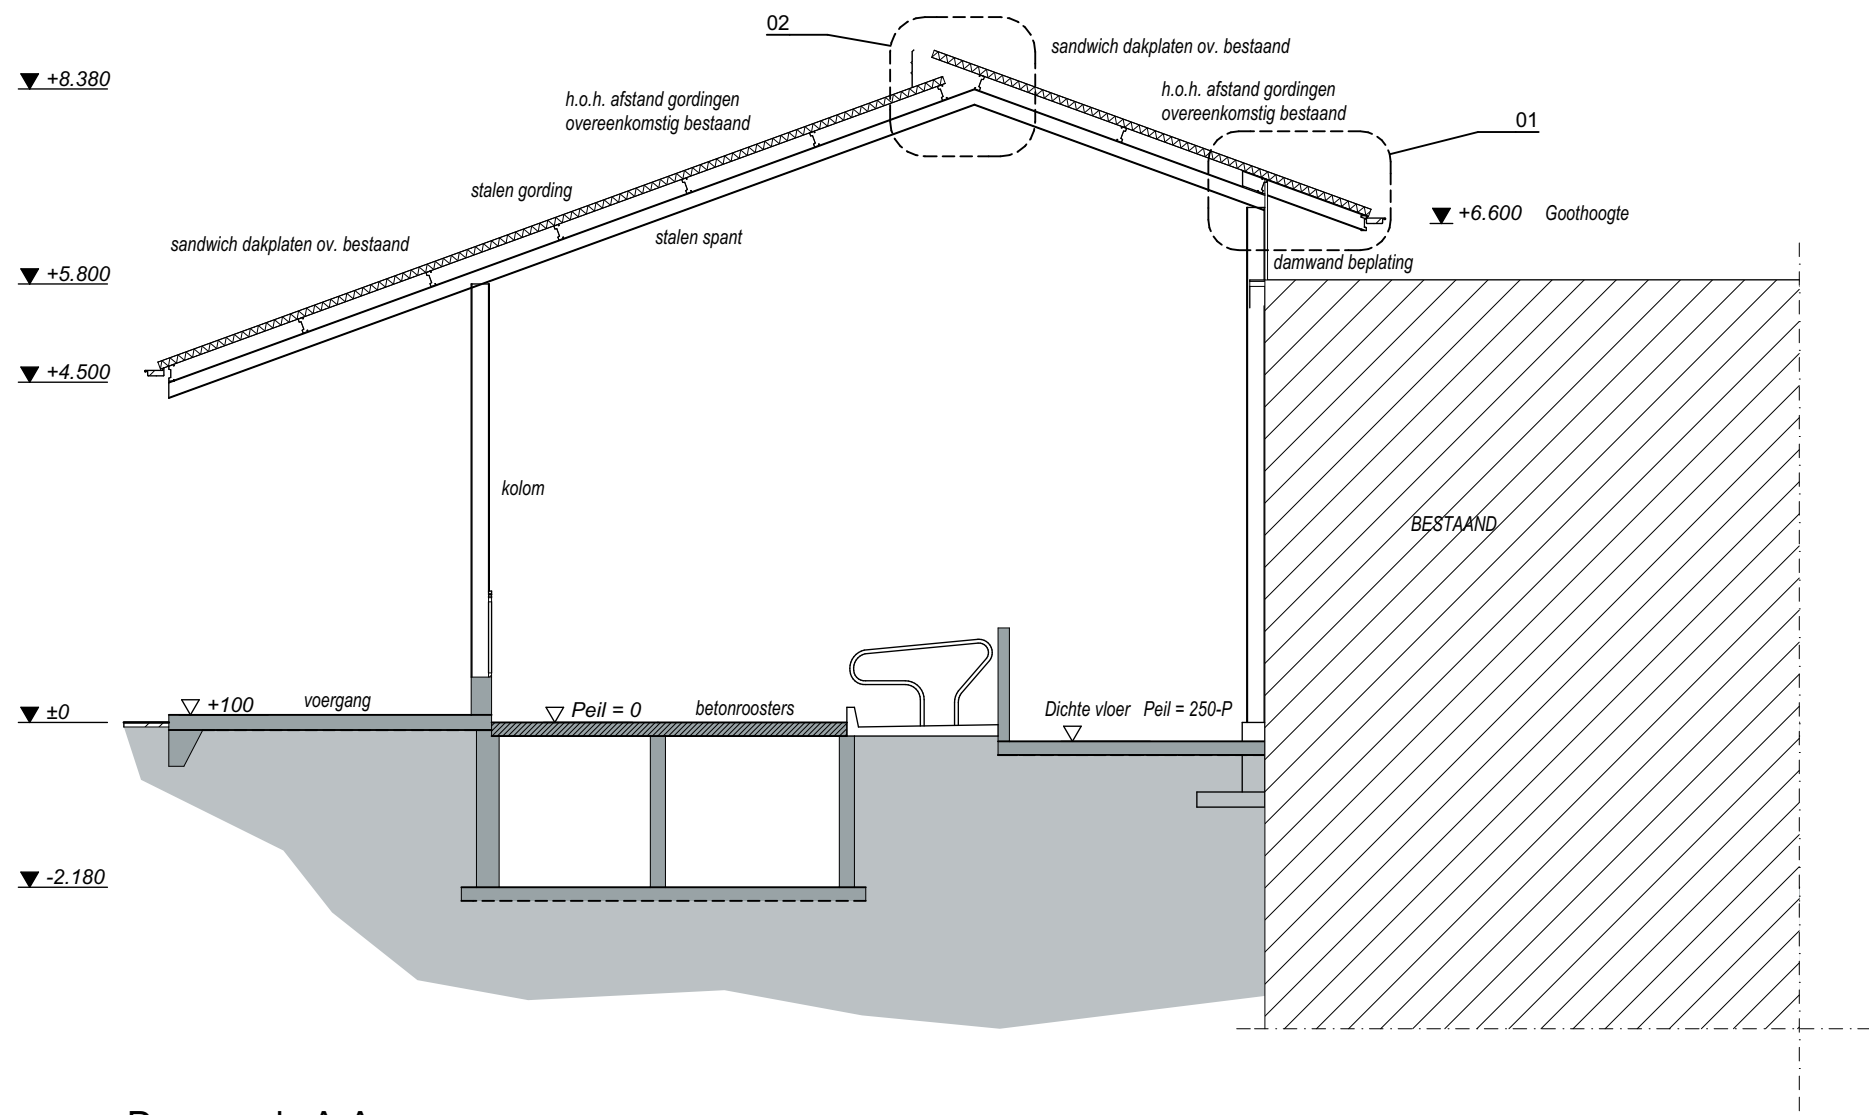 02
sandwich dakplaten ov. bestaand
+8.380
h.o.h. afstand gordingen
overeenkomstig bestaand
h.o.h. afstand gordingen
overeenkomstig bestaand
01
stalen gording
+6.600 Goothoogte
sandwich dakplaten ov. bestaand
stalen spant
+5.800
damwand beplating
+4.500
kolom
BESTAAND
±0
+100
voergang
Peil = 0
betonroosters
Dichte vloer Peil = 250-P
-2.180